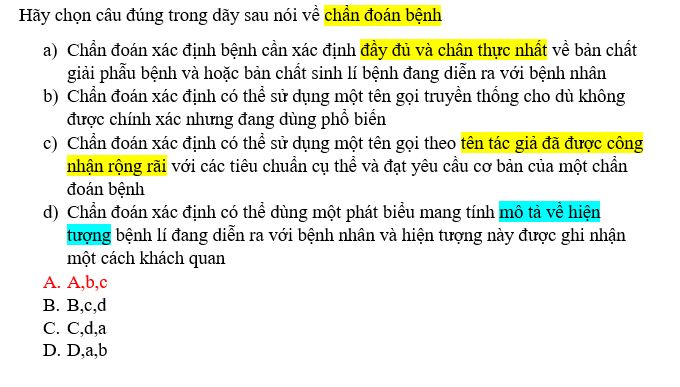 Hãy chọn câu đúng trong dãy sau nói về chẩn đoán bệnh
a) Chẩn đoán xác định bệnh cần xác định đầy đủ và chân thực nhất về bản chất
giải phẫu bệnh và hoặc bản chất sinh lí bệnh đang diễn ra với bệnh nhân
b) Chẩn đoán xác định có thể sử dụng một tên gọi truyền thống cho dù không
được chính xác nhưng đang dùng phổ biến
c) Chẩn đoán xác định có thể sử dụng một tên gọi theo tên tác giả đã được công
nhận rộng rãi với các tiêu chuẩn cụ thể và đạt yêu cầu cơ bản của một chẩn
đoán bệnh
d) Chẩn đoán xác định có thể dùng một phát biểu mang tính mô tả về hiện
tượng bệnh lí đang diễn ra với bệnh nhân và hiện tượng này được ghi nhận
một cách khách quan
A. A,b,c
B. B,c,d
C. C,d,a
D. D,a,b